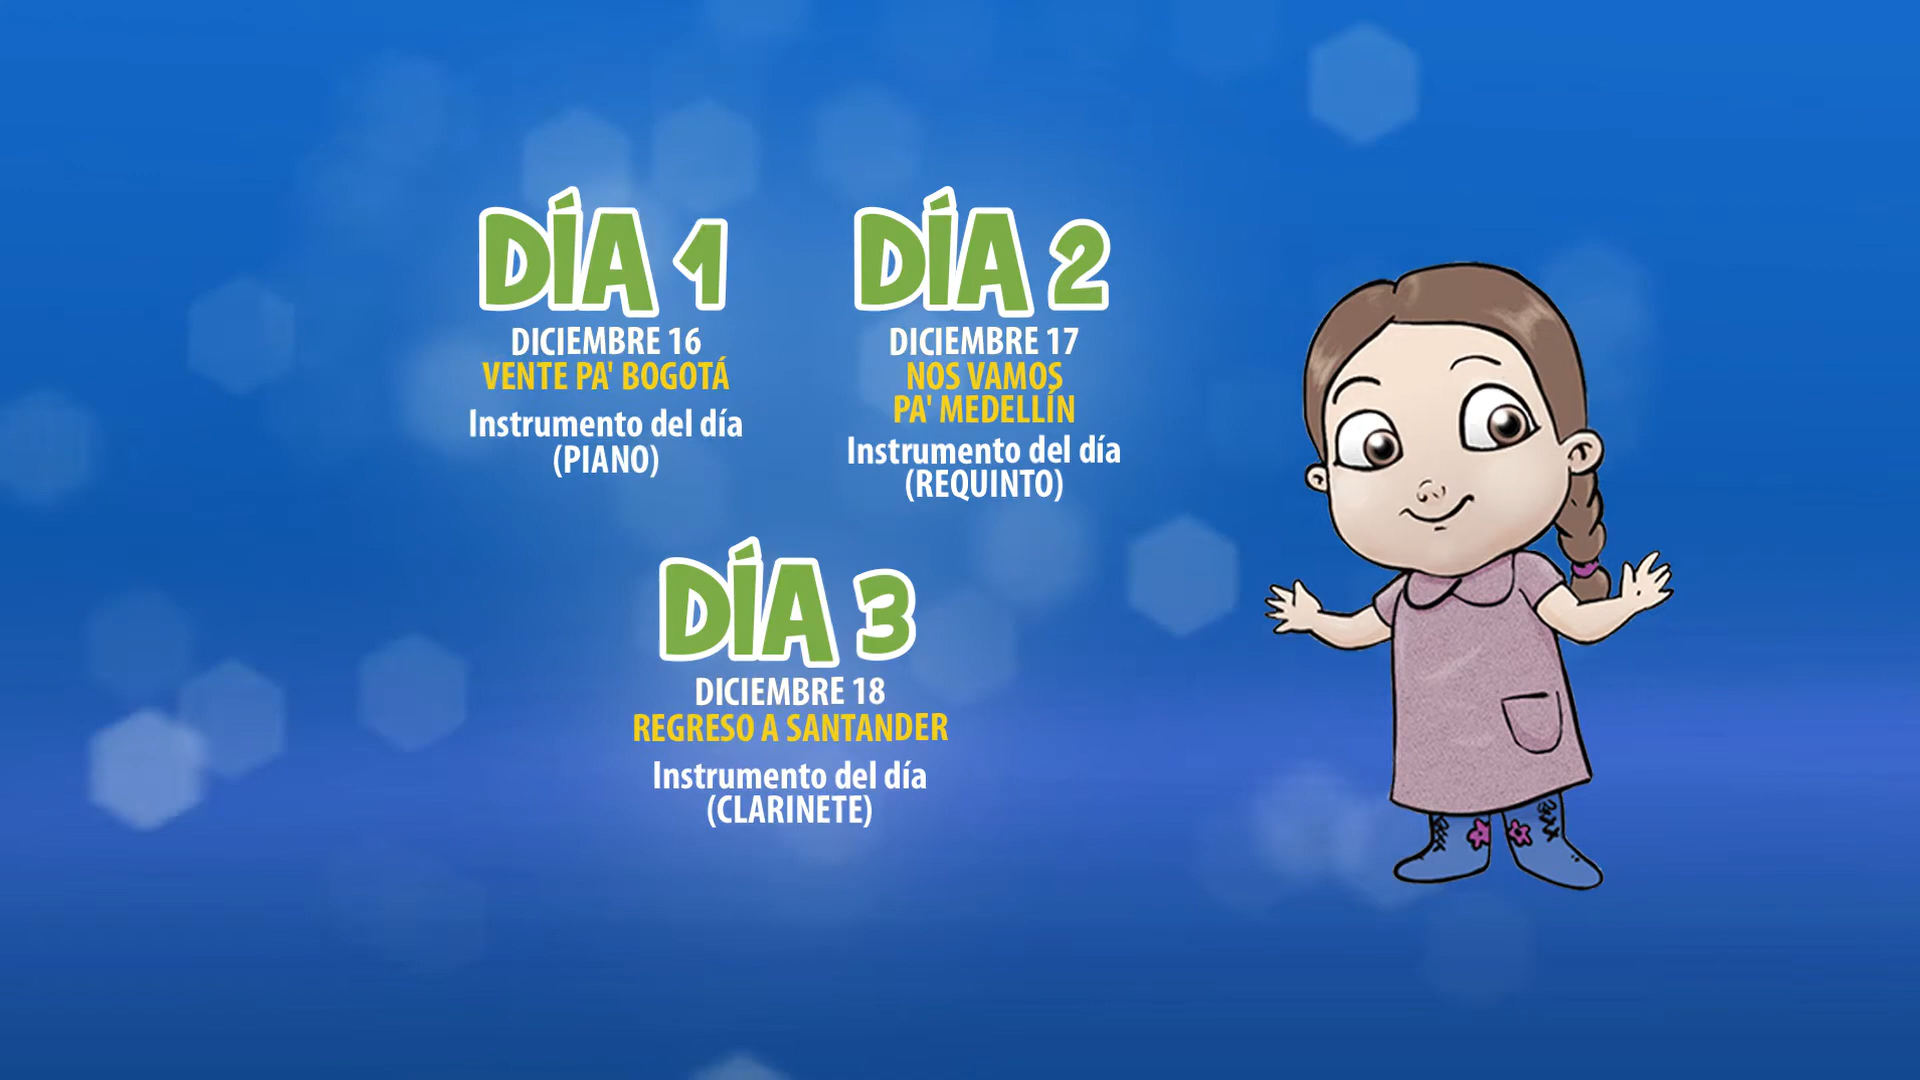 DÍA 1
DICIEMBRE 16
VENTE PA' BOGOTÁ
Instrumento del día
(PIANO)
DÍA 2
DICIEMBRE 17
NOS VAMOS
PA' MEDELLÍN
Instrumento del día
(REQUINTO)
DÍA 3
DICIEMBRE 18
REGRESO A SANTANDER
Instrumento del día
(CLARINETE)